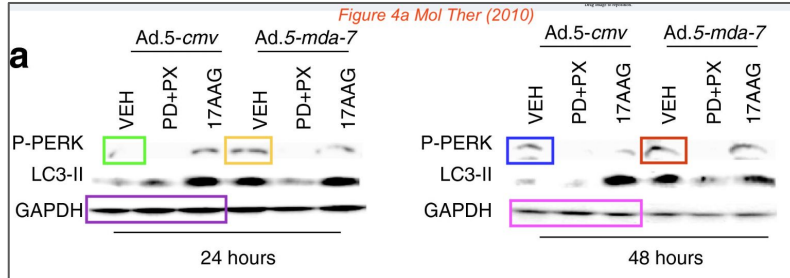 Figure 4a Mol Ther (2010)
a
Ad.5-cmv Ad.5-mda-7
VEH PD+PX 17AAG VEH PD+PX 17AAG
P-PERK
LC3-II
GAPDH
24 hours
Ad.5-cmv Ad.5-mda-7
VEH PD+PX 17AAG VEH PD+PX 17AAG
P-PERK
LC3-II
GAPDH
48 hours